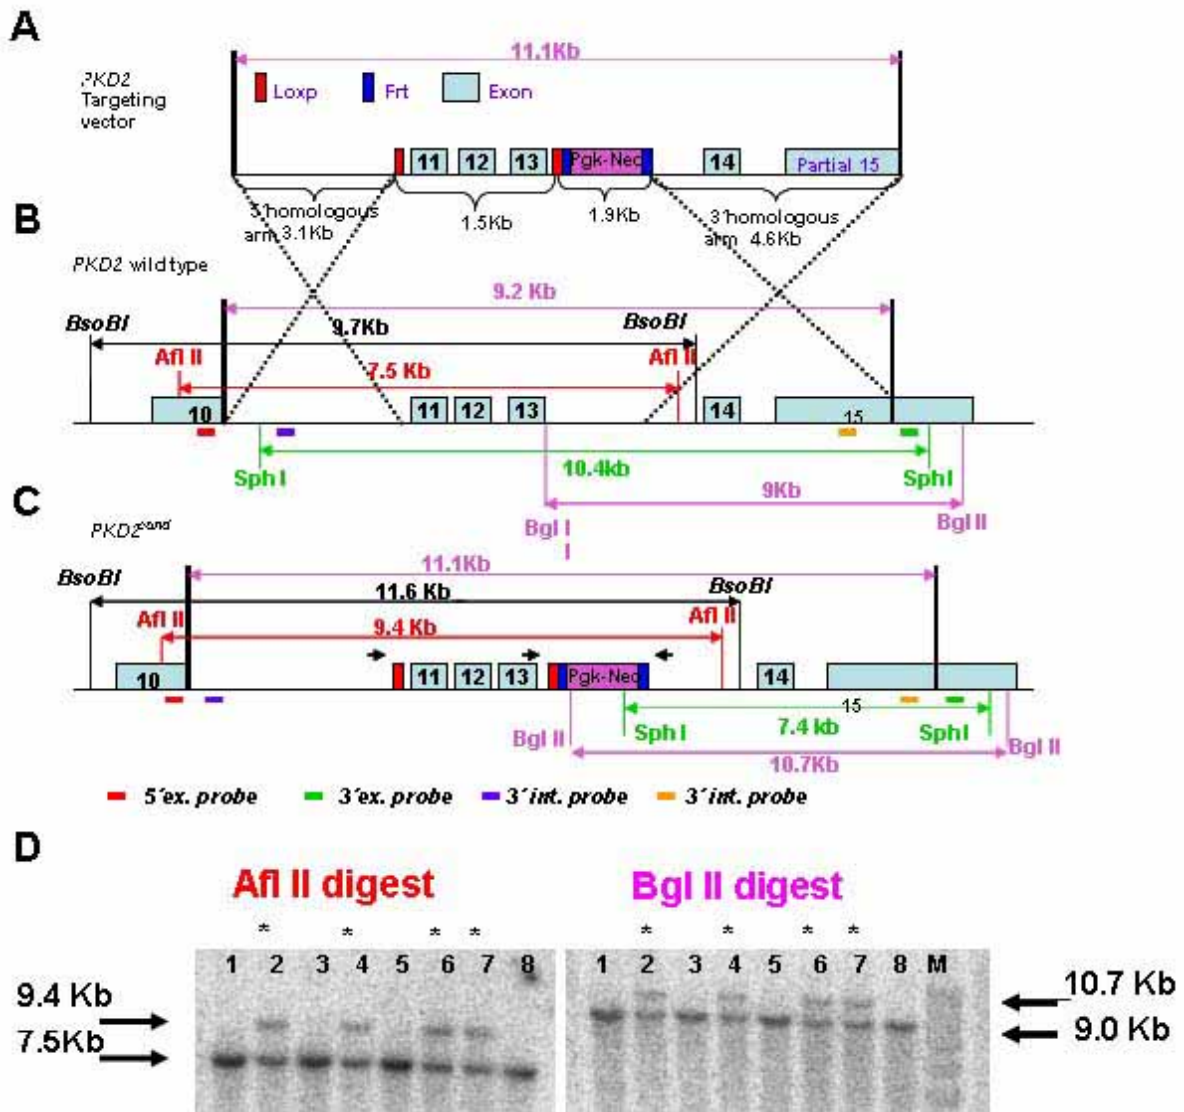 A
11.1Kb
PKD2
Targeting
vector
Loxp
Frt
Exon
11
12
13
Pgk-Neo
14
Partial 15
5'homologous
arm 3.1Kb
1.5Kb
1.9Kb
3'homologous
arm 4.6Kb
B
PKD2 wild type
9.2 Kb
BsoBI
BsoBI
9.7Kb
Afl II
Afl II
7.5 Kb
10
11
12
13
14
15
Sph I
10.4kb
Sph I
9Kb
Bgl I
I
Bgl II
C
PKD2cond
11.1Kb
BsoBI
11.6 Kb
BsoBI
Afl II
Afl II
9.4 Kb
10
11
12
13
Pgk-Neo
14
15
Bgl II
Sph I
7.4 kb
Sph I
Bgl II
10.7Kb
5´ex. probe
3´ex. probe
3´int. probe
3´int. probe
D
Afl II digest
Bgl II digest
* * * *
* * * *
1 2 3 4 5 6 7 8
1 2 3 4 5 6 7 8 M
9.4 Kb
7.5Kb
10.7 Kb
9.0 Kb